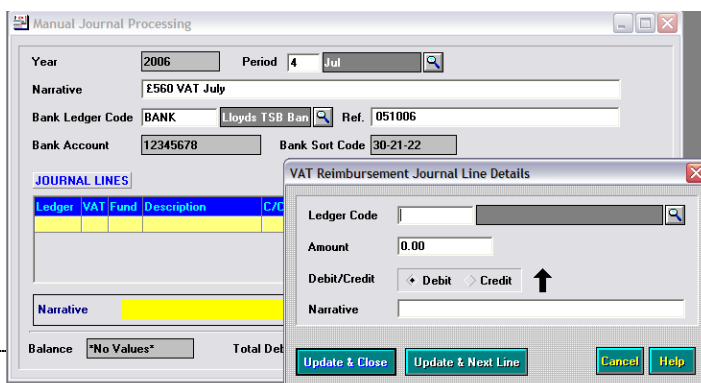 Manual Journal Processing
Year 2006 Period 4 Jul
Narrative £560 VAT July
Bank Ledger Code BANK Lloyds TSB Ban Ref. 051006
Bank Account 12345678 Bank Sort Code 30-21-22
JOURNAL LINES
Ledger VAT Fund Description C/C
Narrative
Balance *No Values* Total Deb
VAT Reimbursement Journal Line Details
Ledger Code
Amount 0.00
Debit/Credit Debit Credit
Narrative
Update & Close Update & Next Line Cancel Help